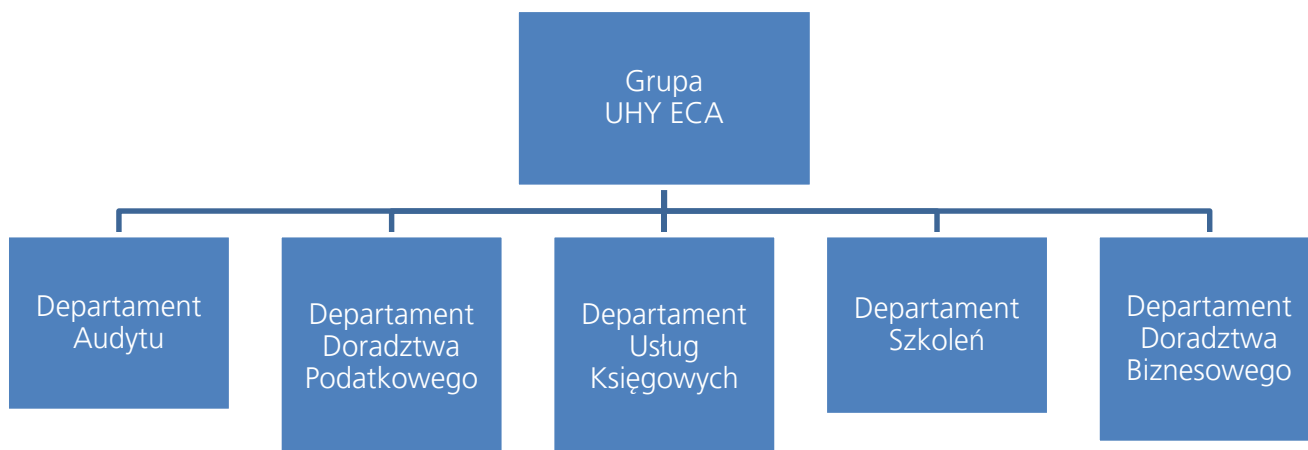 Grupa
UHY ECA
Departament
Audytu
Departament
Doradztwa
Podatkowego
Departament
Usług
Księgowych
Departament
Szkoleń
Departament
Doradztwa
Biznesowego